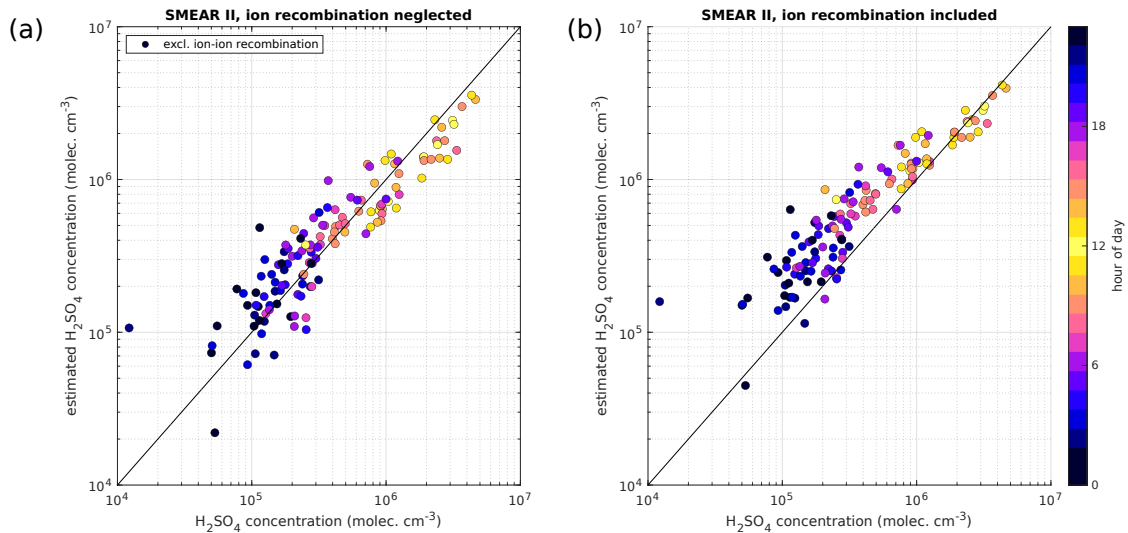 (a)
SMEAR II, ion recombination neglected
excl. ion-ion recombination
estimated H₂SO₄ concentration (molec. cm⁻³)
10⁷
10⁶
10⁵
10⁴
10⁴ 10⁵ 10⁶ 10⁷
H₂SO₄ concentration (molec. cm⁻³)
(b)
SMEAR II, ion recombination included
estimated H₂SO₄ concentration (molec. cm⁻³)
10⁷
10⁶
10⁵
10⁴
10⁴ 10⁵ 10⁶ 10⁷
H₂SO₄ concentration (molec. cm⁻³)
18
12
6
0
hour of day